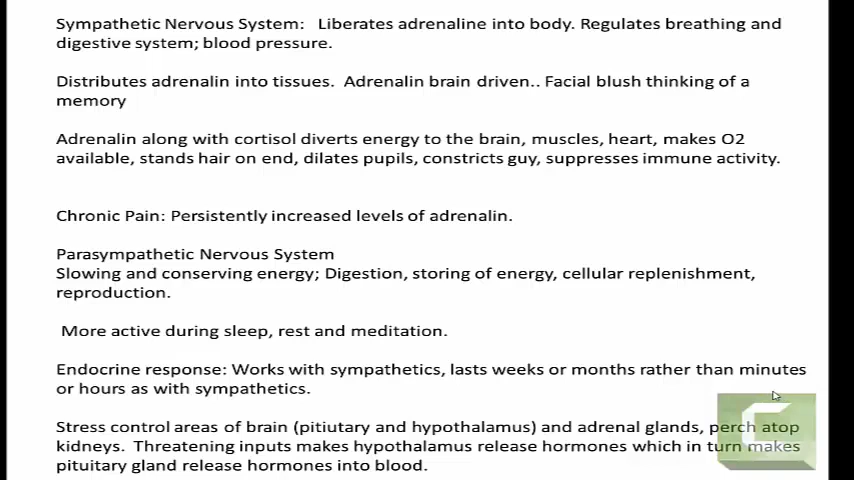 Sympathetic Nervous System:   Liberates adrenaline into body. Regulates breathing and
digestive system; blood pressure.
Distributes adrenalin into tissues.  Adrenalin brain driven.. Facial blush thinking of a
memory
Adrenalin along with cortisol diverts energy to the brain, muscles, heart, makes O2
available, stands hair on end, dilates pupils, constricts guy, suppresses immune activity.
Chronic Pain: Persistently increased levels of adrenalin.
Parasympathetic Nervous System
Slowing and conserving energy; Digestion, storing of energy, cellular replenishment,
reproduction.
More active during sleep, rest and meditation.
Endocrine response: Works with sympathetics, lasts weeks or months rather than minutes
or hours as with sympathetics.
Stress control areas of brain (pitiutary and hypothalamus) and adrenal glands, perch atop
kidneys.  Threatening inputs makes hypothalamus release hormones which in turn makes
pituitary gland release hormones into blood.